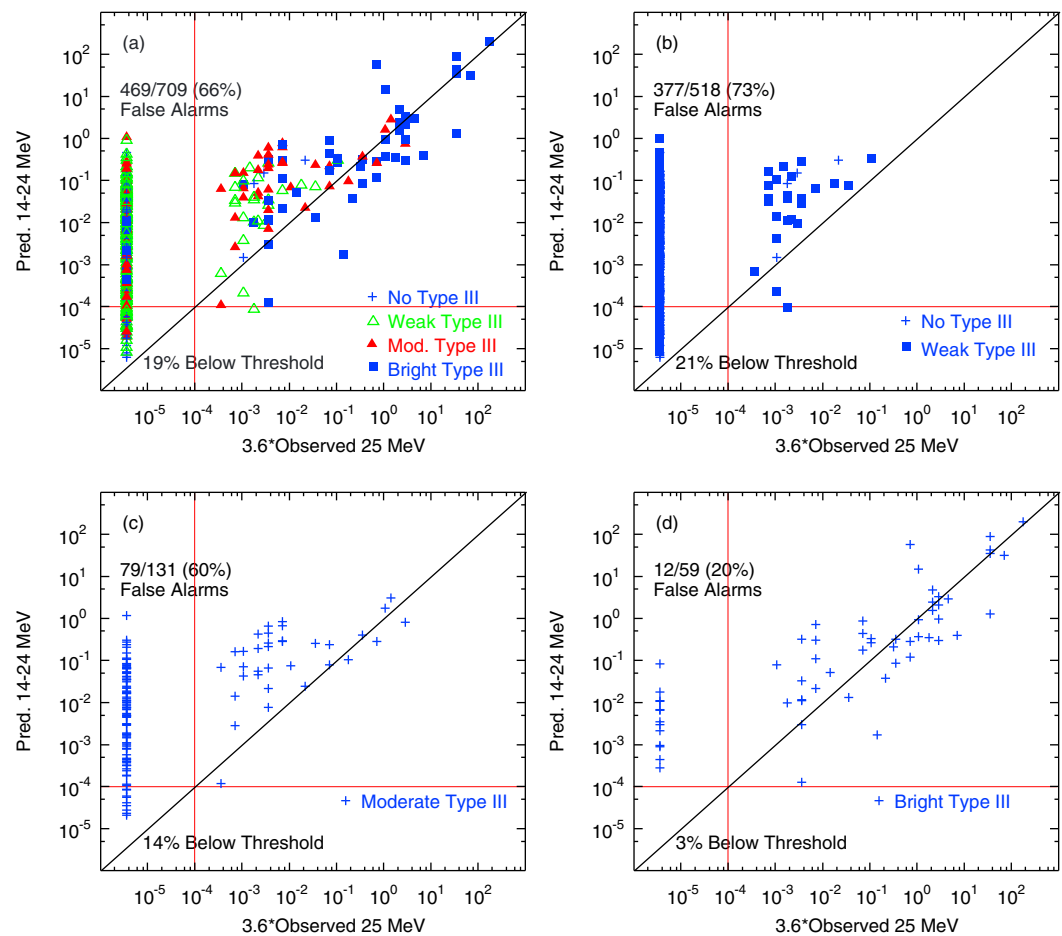 (a)
469/709 (66%)
False Alarms
+ No Type III
△ Weak Type III
▲ Mod. Type III
■ Bright Type III
19% Below Threshold
Pred. 14-24 MeV
10^2
10^1
10^0
10^-1
10^-2
10^-3
10^-4
10^-5
10^-5 10^-4 10^-3 10^-2 10^-1 10^0 10^1 10^2
3.6*Observed 25 MeV
(b)
377/518 (73%)
False Alarms
+ No Type III
■ Weak Type III
21% Below Threshold
Pred. 14-24 MeV
10^2
10^1
10^0
10^-1
10^-2
10^-3
10^-4
10^-5
10^-5 10^-4 10^-3 10^-2 10^-1 10^0 10^1 10^2
3.6*Observed 25 MeV
(c)
79/131 (60%)
False Alarms
+ Moderate Type III
14% Below Threshold
Pred. 14-24 MeV
10^2
10^1
10^0
10^-1
10^-2
10^-3
10^-4
10^-5
10^-5 10^-4 10^-3 10^-2 10^-1 10^0 10^1 10^2
3.6*Observed 25 MeV
(d)
12/59 (20%)
False Alarms
+ Bright Type III
3% Below Threshold
Pred. 14-24 MeV
10^2
10^1
10^0
10^-1
10^-2
10^-3
10^-4
10^-5
10^-5 10^-4 10^-3 10^-2 10^-1 10^0 10^1 10^2
3.6*Observed 25 MeV